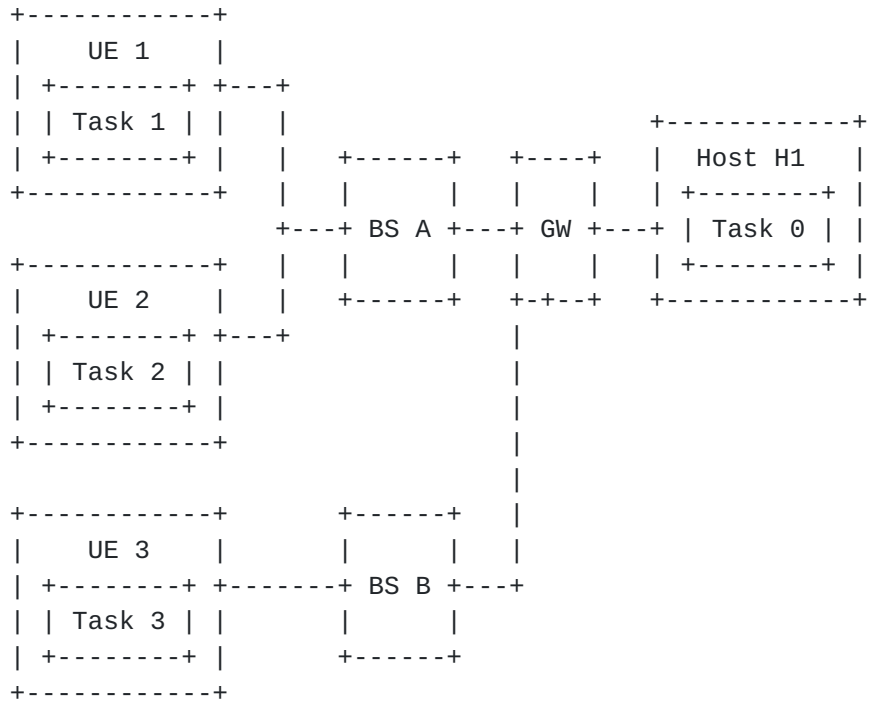 UE 1
Task 1
Host H1
BS A GW Task 0
UE 2
Task 2
UE 3
BS B
Task 3